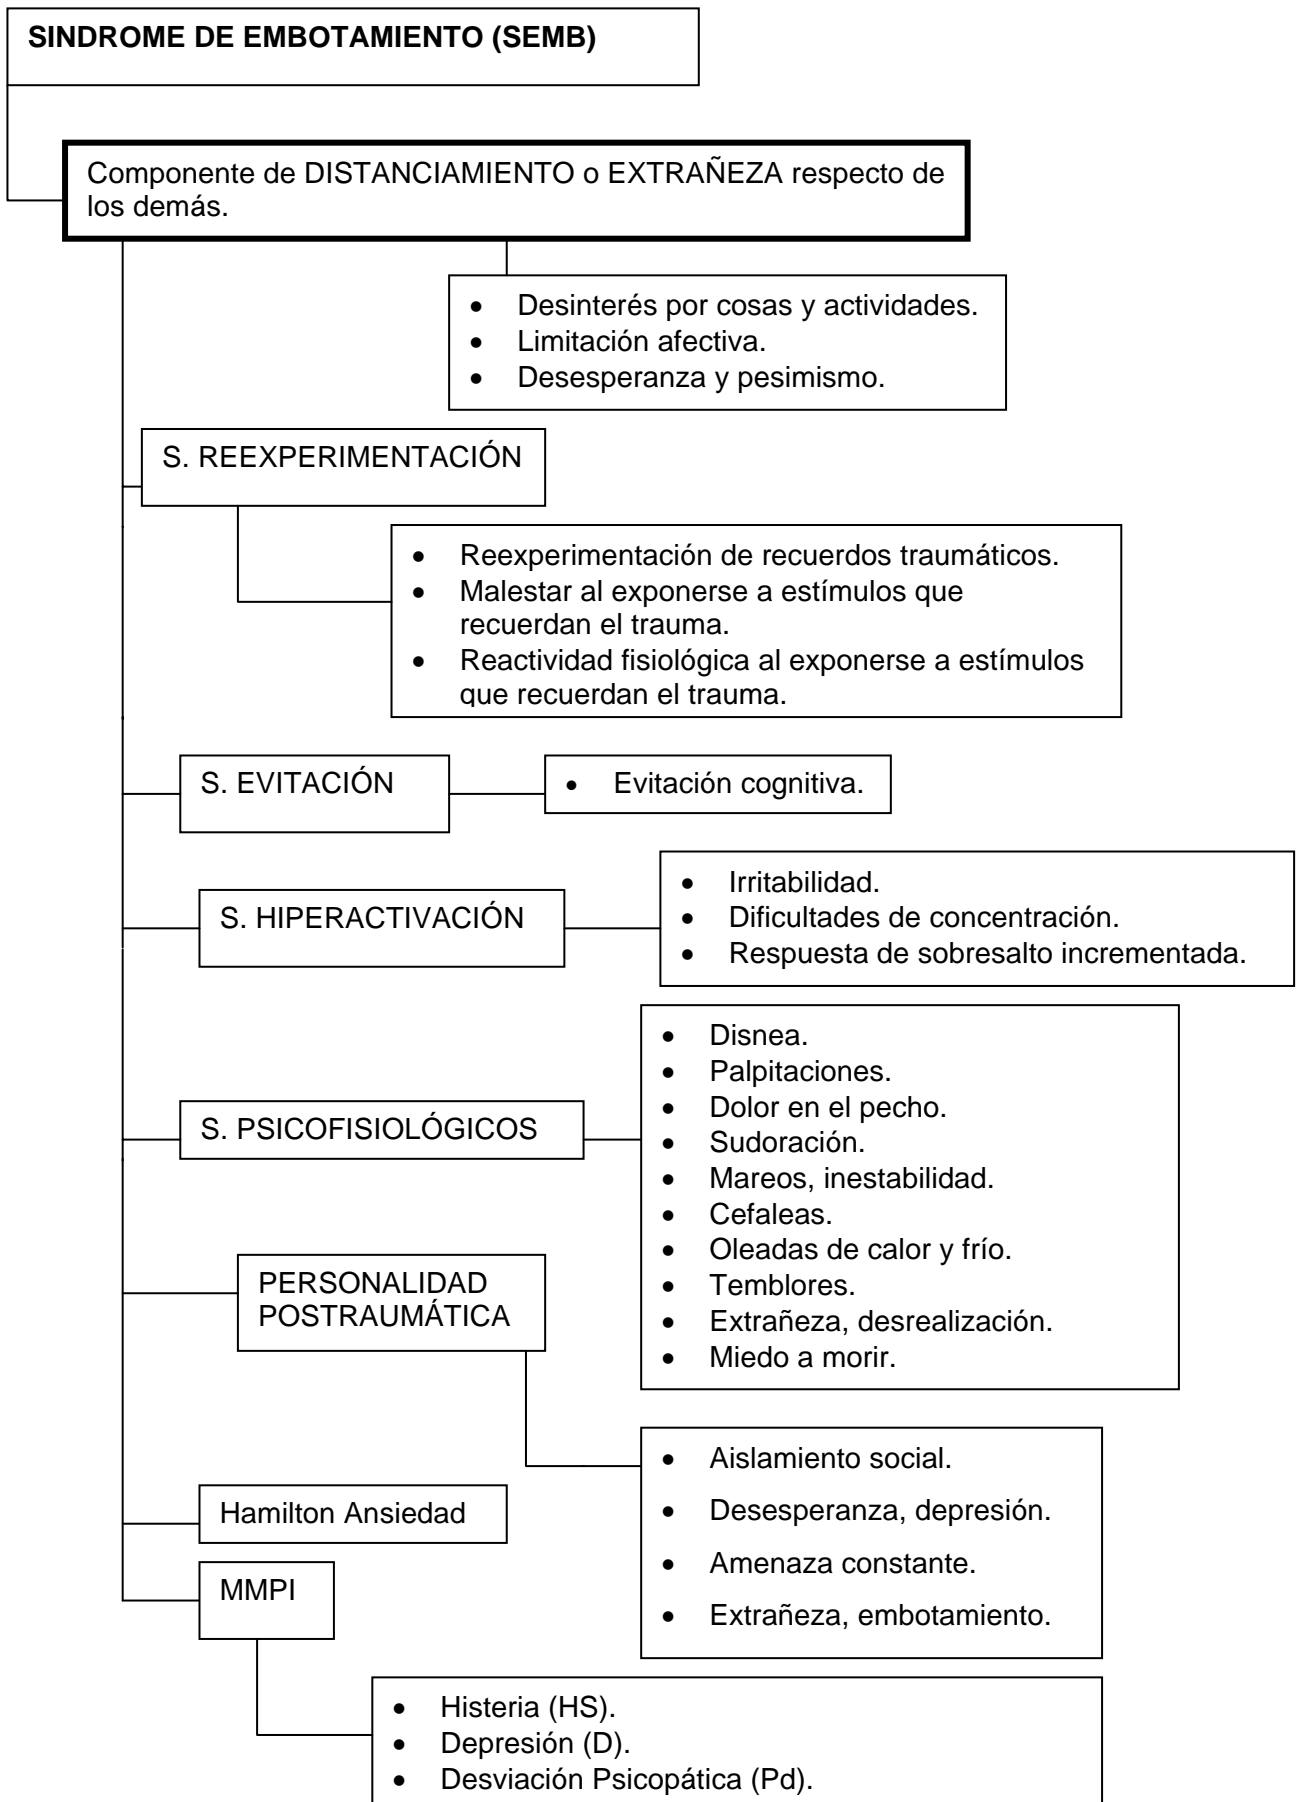 SINDROME DE EMBOTAMIENTO (SEMB)
Componente de DISTANCIAMIENTO o EXTRAÑEZA respecto de
los demás.
• Desinterés por cosas y actividades.
• Limitación afectiva.
• Desesperanza y pesimismo.
S. REEXPERIMENTACIÓN
• Reexperimentación de recuerdos traumáticos.
• Malestar al exponerse a estímulos que
recuerdan el trauma.
• Reactividad fisiológica al exponerse a estímulos
que recuerdan el trauma.
S. EVITACIÓN
• Evitación cognitiva.
S. HIPERACTIVACIÓN
• Irritabilidad.
• Dificultades de concentración.
• Respuesta de sobresalto incrementada.
S. PSICOFISIOLÓGICOS
• Disnea.
• Palpitaciones.
• Dolor en el pecho.
• Sudoración.
• Mareos, inestabilidad.
• Cefaleas.
• Oleadas de calor y frío.
• Temblores.
• Extrañeza, desrealización.
• Miedo a morir.
PERSONALIDAD
POSTRAUMÁTICA
• Aislamiento social.
• Desesperanza, depresión.
• Amenaza constante.
• Extrañeza, embotamiento.
Hamilton Ansiedad
MMPI
• Histeria (HS).
• Depresión (D).
• Desviación Psicopática (Pd).